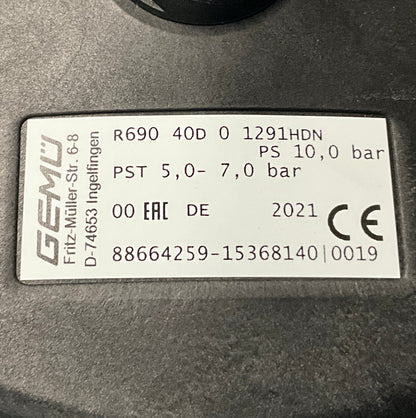 GEMÜ
Fritz-Müller-Str. 6-8
D-74653 Ingelfingen
R690 40D 0 1291HDN
PS 10,0 bar
PST 5,0- 7,0 bar
00 EAC DE 2021 CE
88664259-15368140|0019